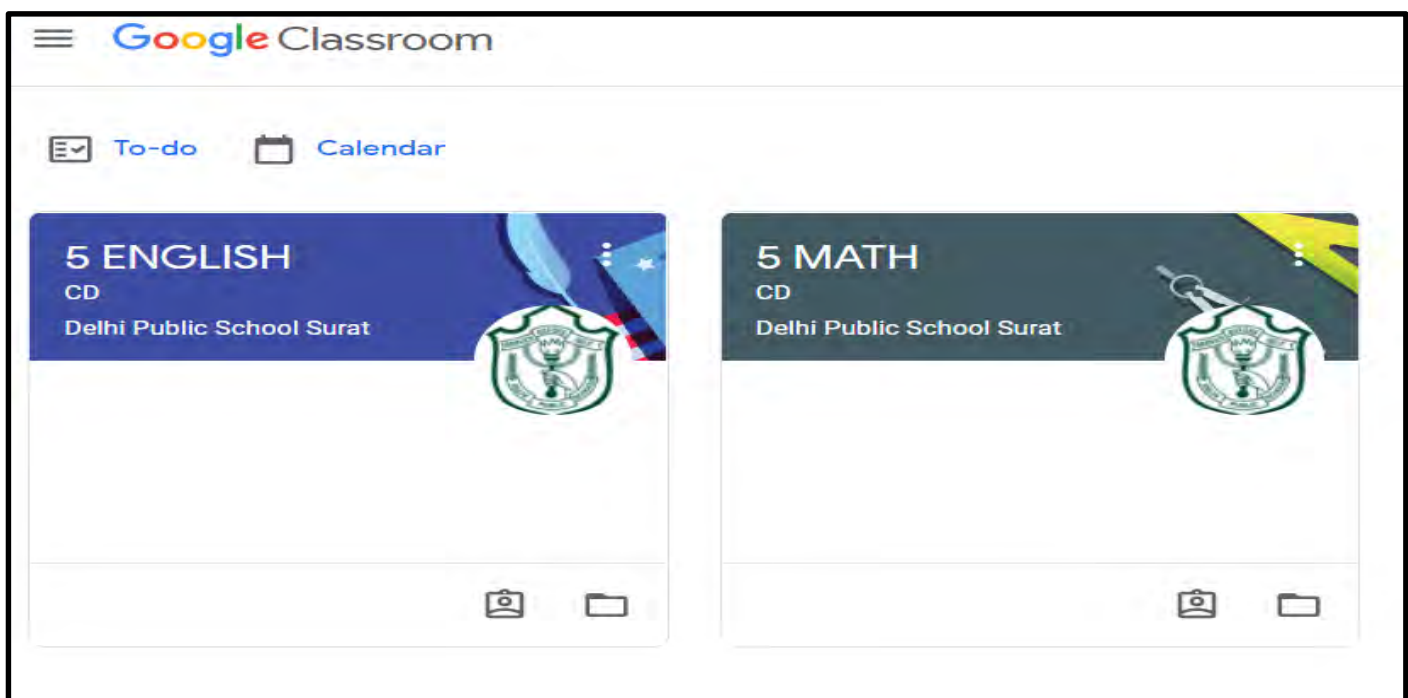 Google Classroom
To-do Calendar
5 ENGLISH
CD
Delhi Public School Surat
5 MATH
CD
Delhi Public School Surat